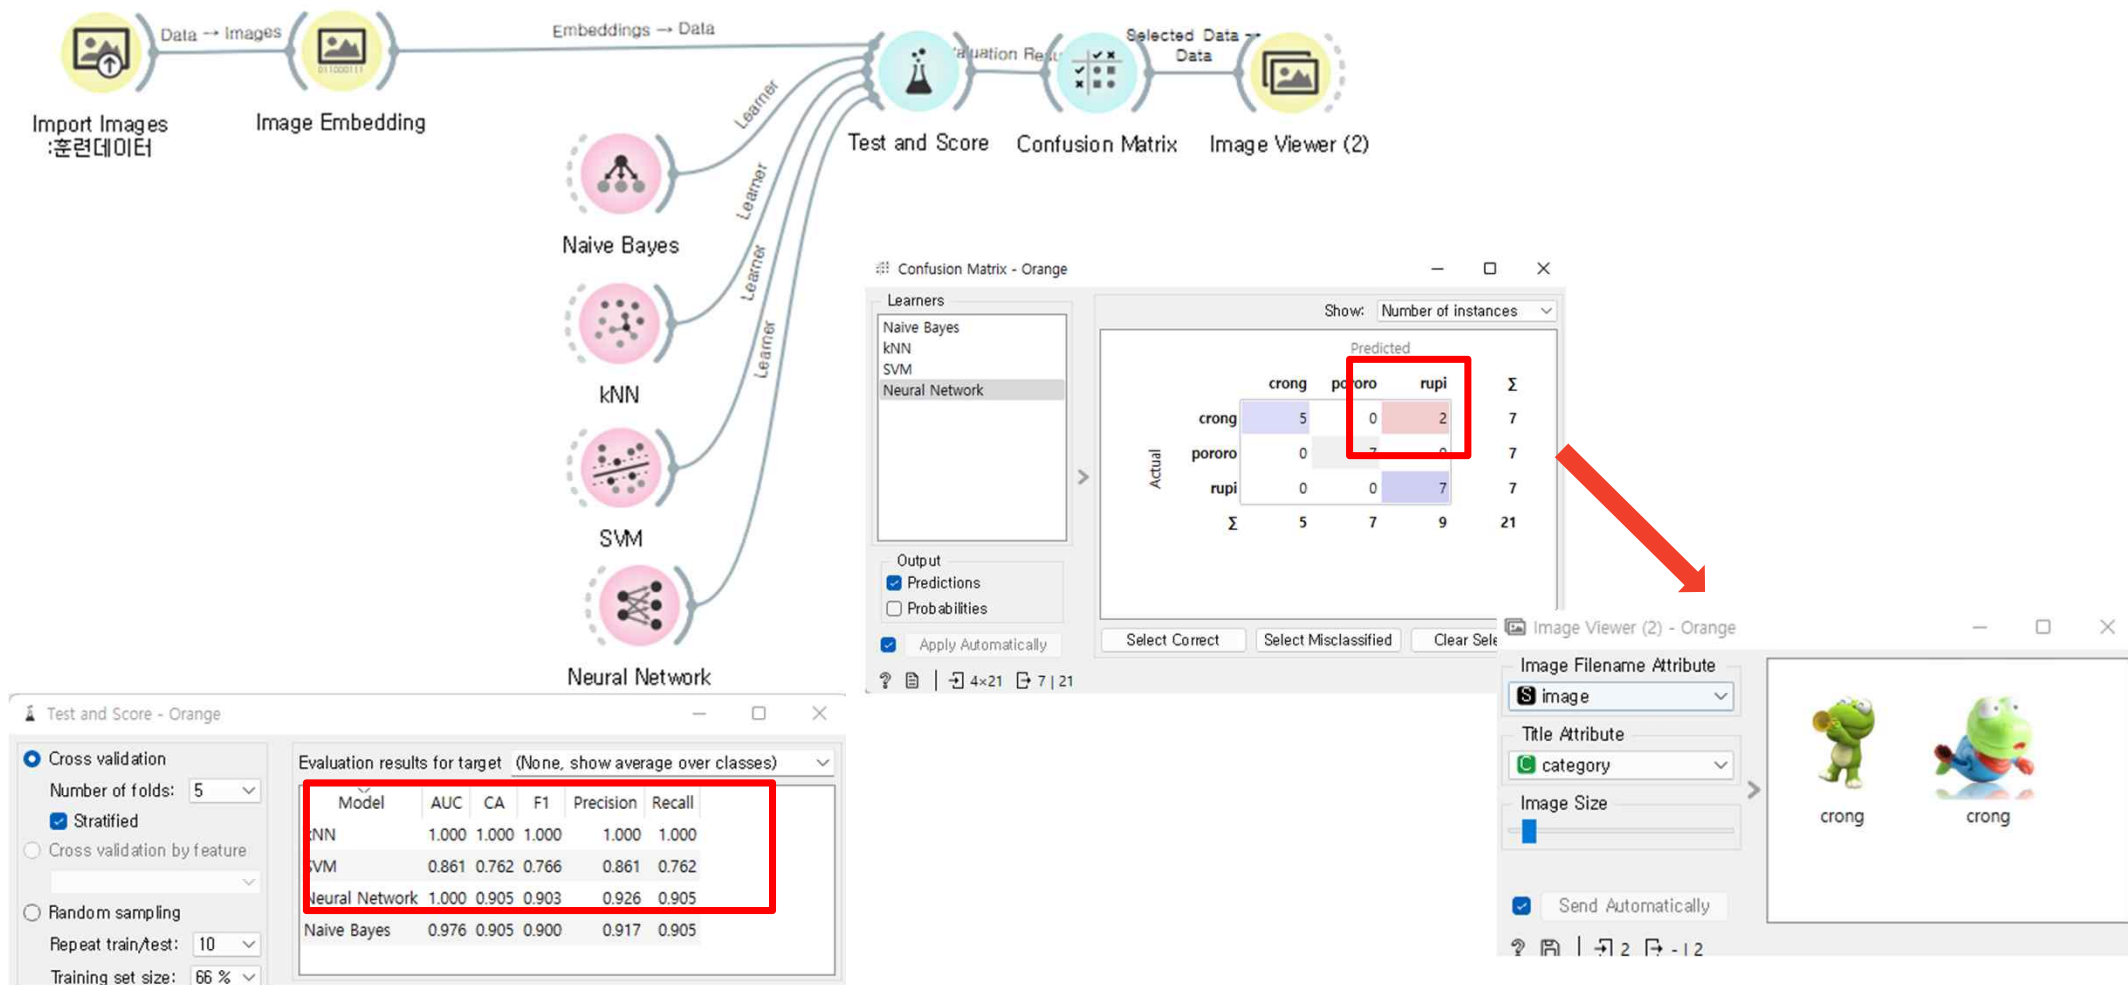 Data → Images
Embeddings → Data
Selected Data →
Data
Import Images
:훈련데이터
Image Embedding
Test and Score
Confusion Matrix
Image Viewer (2)
Learner
Learner
Learner
Learner
Naive Bayes
kNN
SVM
Neural Network
Confusion Matrix - Orange
Learners
Naive Bayes
kNN
SVM
Neural Network
Output
Predictions
Probabilities
Apply Automatically
4×21 7 | 21
Show: Number of instances
Predicted
crong pororo rupi Σ
Actual
crong 5 0 2 7
pororo 0 7 0 7
rupi 0 0 7 7
Σ 5 7 9 21
Select Correct Select Misclassified Clear Sele
Test and Score - Orange
Cross validation
Number of folds: 5
Stratified
Cross validation by feature
Random sampling
Repeat train/test: 10
Training set size: 66 %
Evaluation results for target (None, show average over classes)
Model AUC CA F1 Precision Recall
kNN 1.000 1.000 1.000 1.000 1.000
SVM 0.861 0.762 0.766 0.861 0.762
Neural Network 1.000 0.905 0.903 0.926 0.905
Naive Bayes 0.976 0.905 0.900 0.917 0.905
Image Viewer (2) - Orange
Image Filename Attribute
S image
Title Attribute
C category
Image Size
Send Automatically
2 - | 2
crong
crong